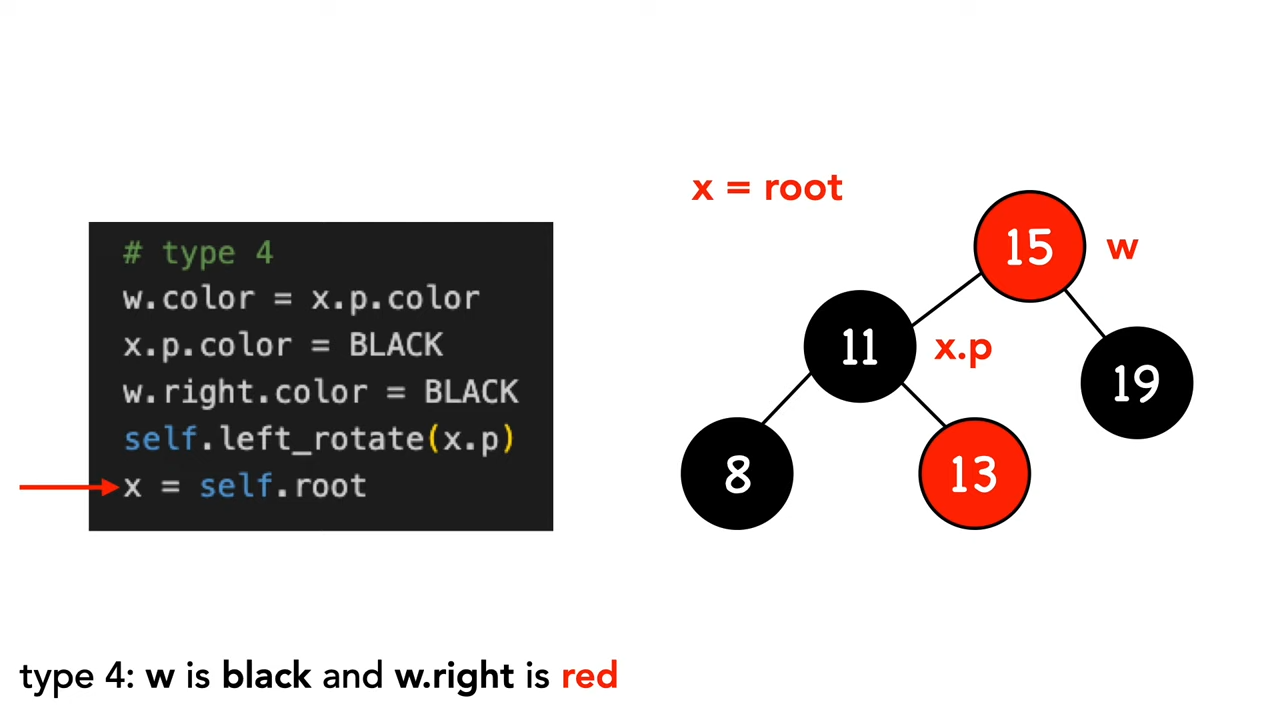 # type 4
w.color = x.p.color
x.p.color = BLACK
w.right.color = BLACK
self.left_rotate(x.p)
x = self.root
x = root
15
w
11
x.p
19
8
13
type 4: w is black and w.right is red